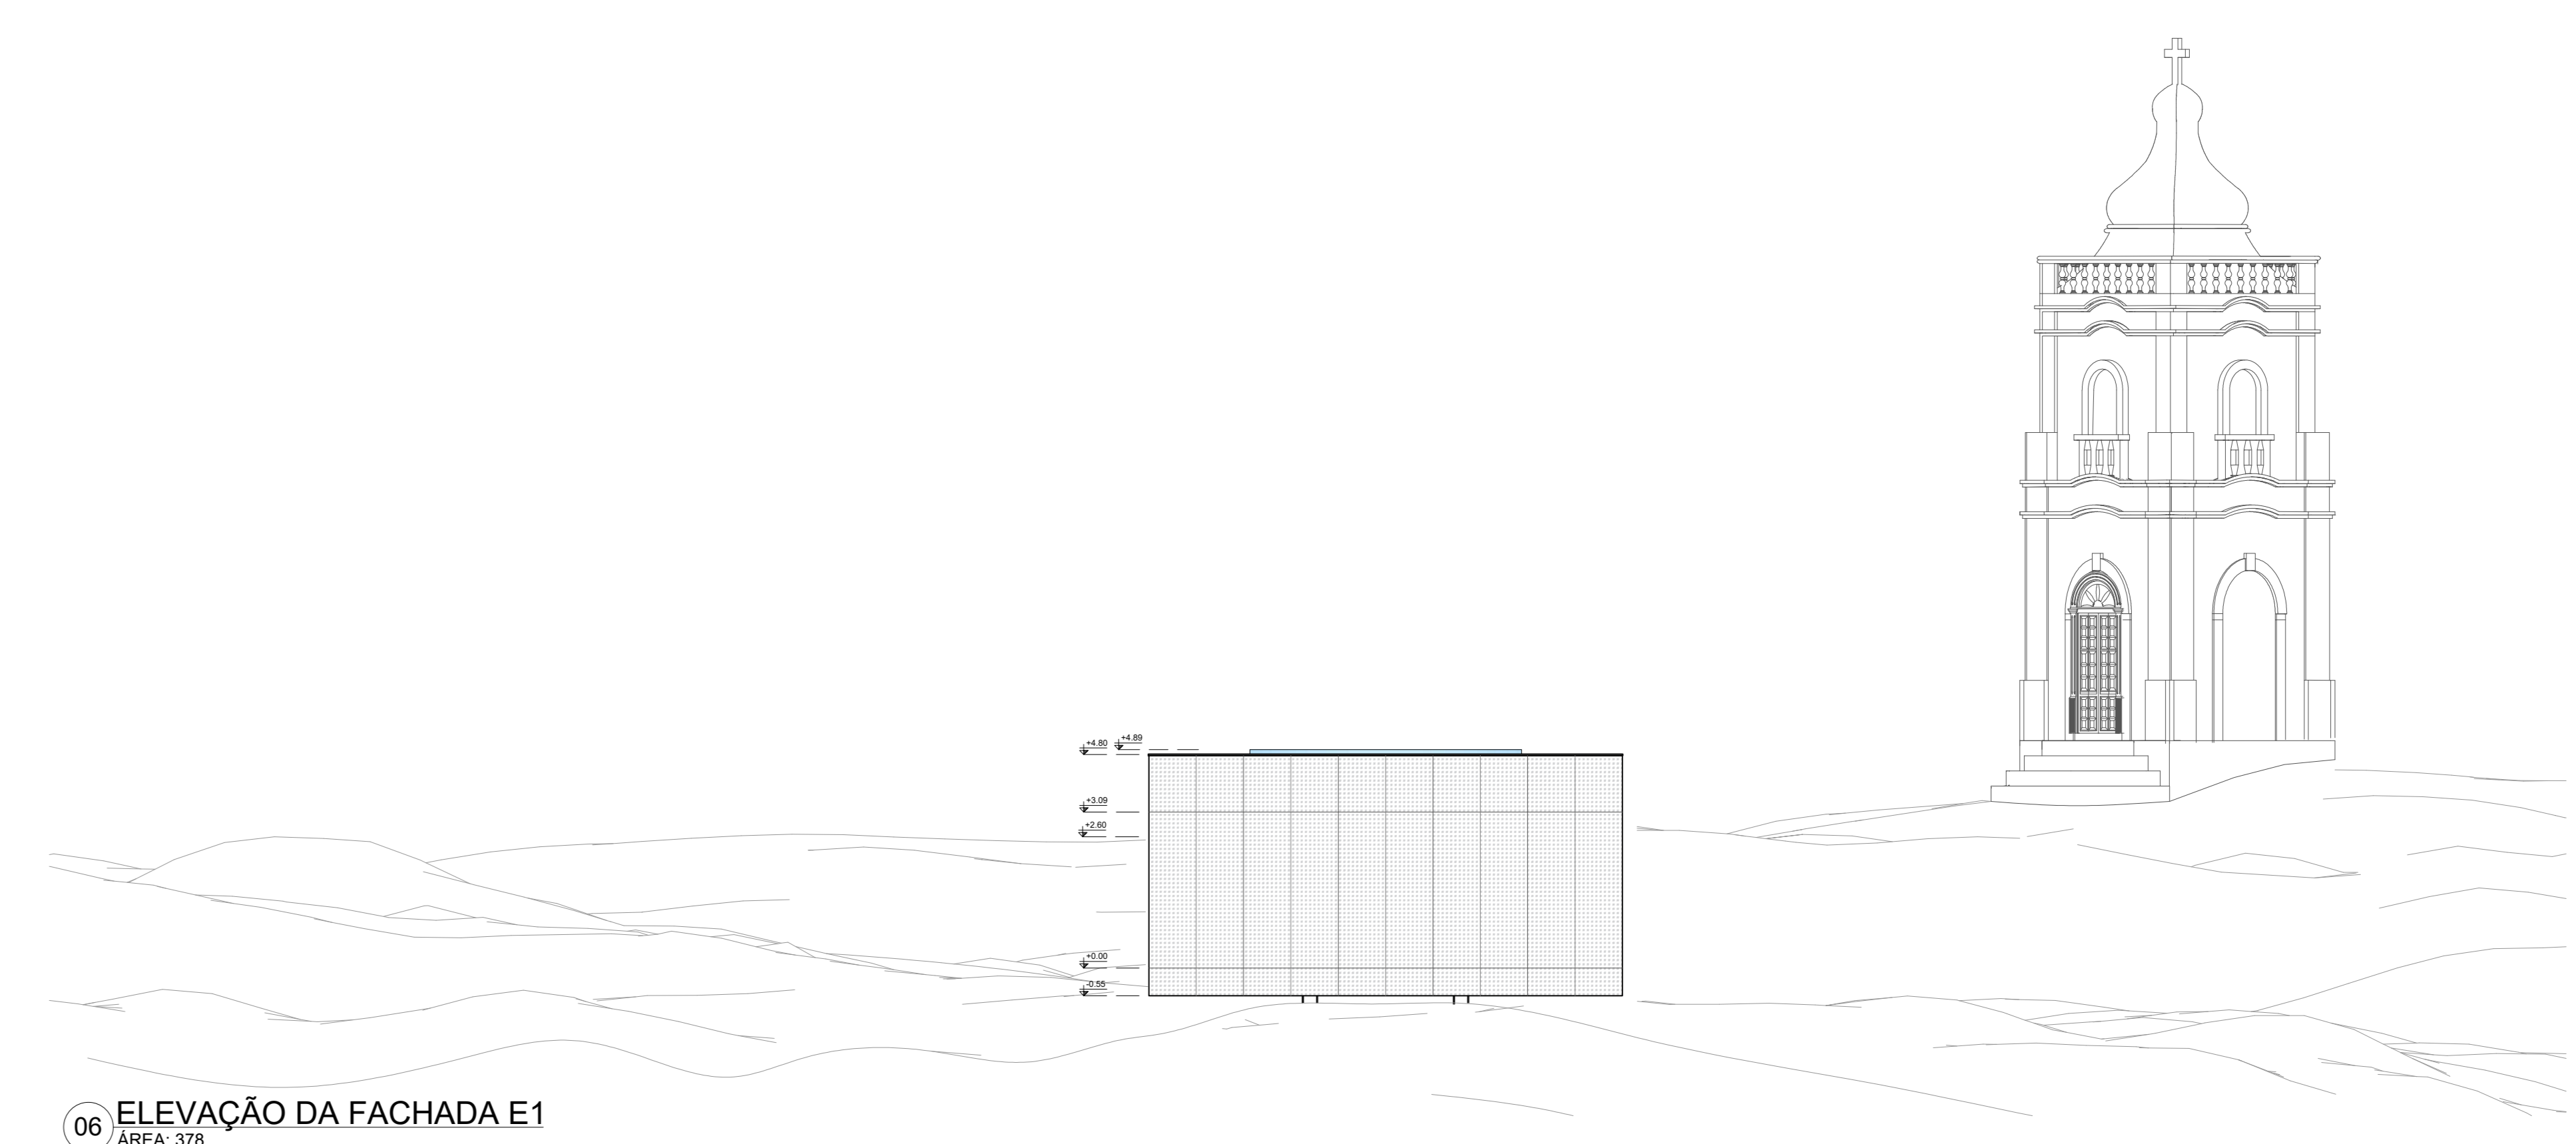 +4.80 +4.89
+3.09
+2.60
+0.00
-0.55
06 ELEVAÇÃO DA FACHADA E1
ÁREA: 378